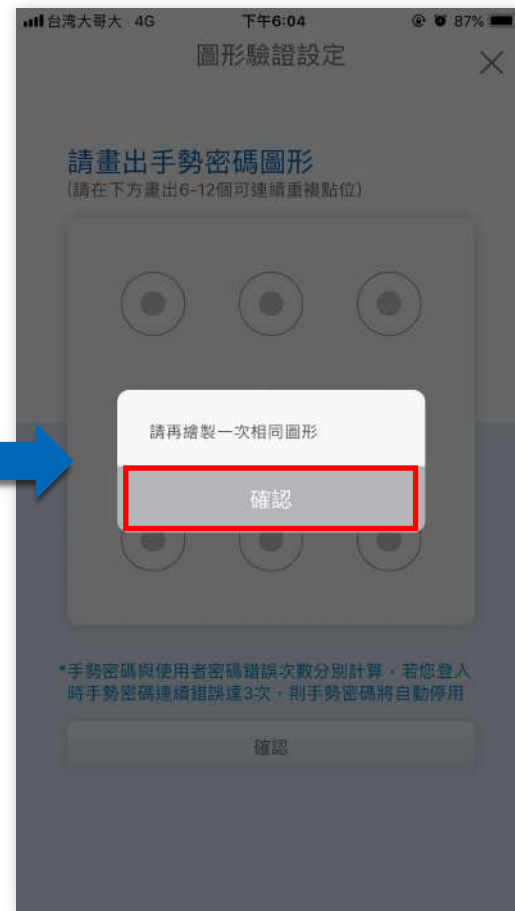 台湾大哥大 4G 下午6:04 87%
圖形驗證設定
請畫出手勢密碼圖形
(請在下方畫出6-12個可連續重複點位)
請再繪製一次相同圖形
確認
*手勢密碼與使用者密碼錯誤次數分別計算，若您登入
時手勢密碼連續錯誤達3次，則手勢密碼將自動停用
確認